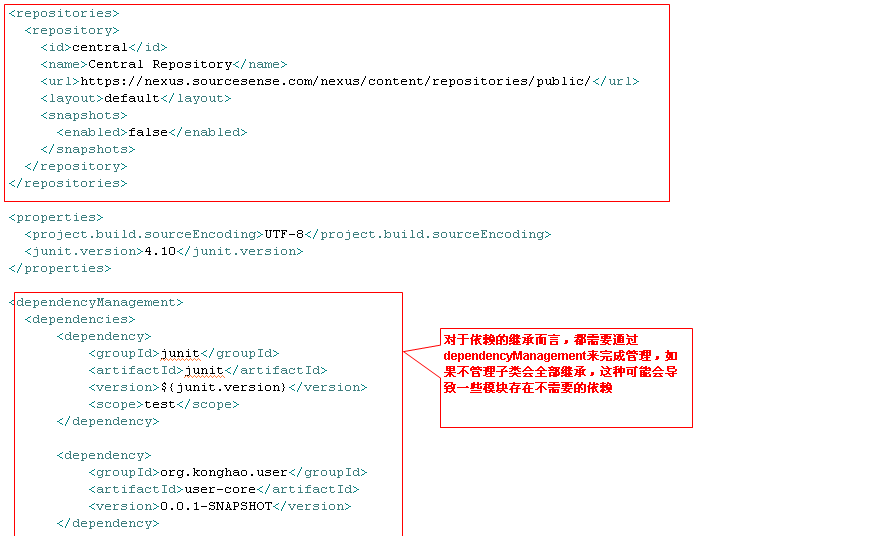 <repositories>
<repository>
<id>central</id>
<name>Central Repository</name>
<url>https://nexus.sourcesense.com/nexus/content/repositories/public/</url>
<layout>default</layout>
<snapshots>
<enabled>false</enabled>
</snapshots>
</repository>
</repositories>
<properties>
<project.build.sourceEncoding>UTF-8</project.build.sourceEncoding>
<junit.version>4.10</junit.version>
</properties>
<dependencyManagement>
<dependencies>
<dependency>
<groupId>junit</groupId>
<artifactId>junit</artifactId>
<version>${junit.version}</version>
<scope>test</scope>
</dependency>
<dependency>
<groupId>org.konghao.user</groupId>
<artifactId>user-core</artifactId>
<version>0.0.1-SNAPSHOT</version>
</dependency>
对于依赖的继承而言，都需要通过
dependencyManagement来完成管理，如
果不管理子类会全部继承，这种可能会导
致一些模块存在不需要的依赖